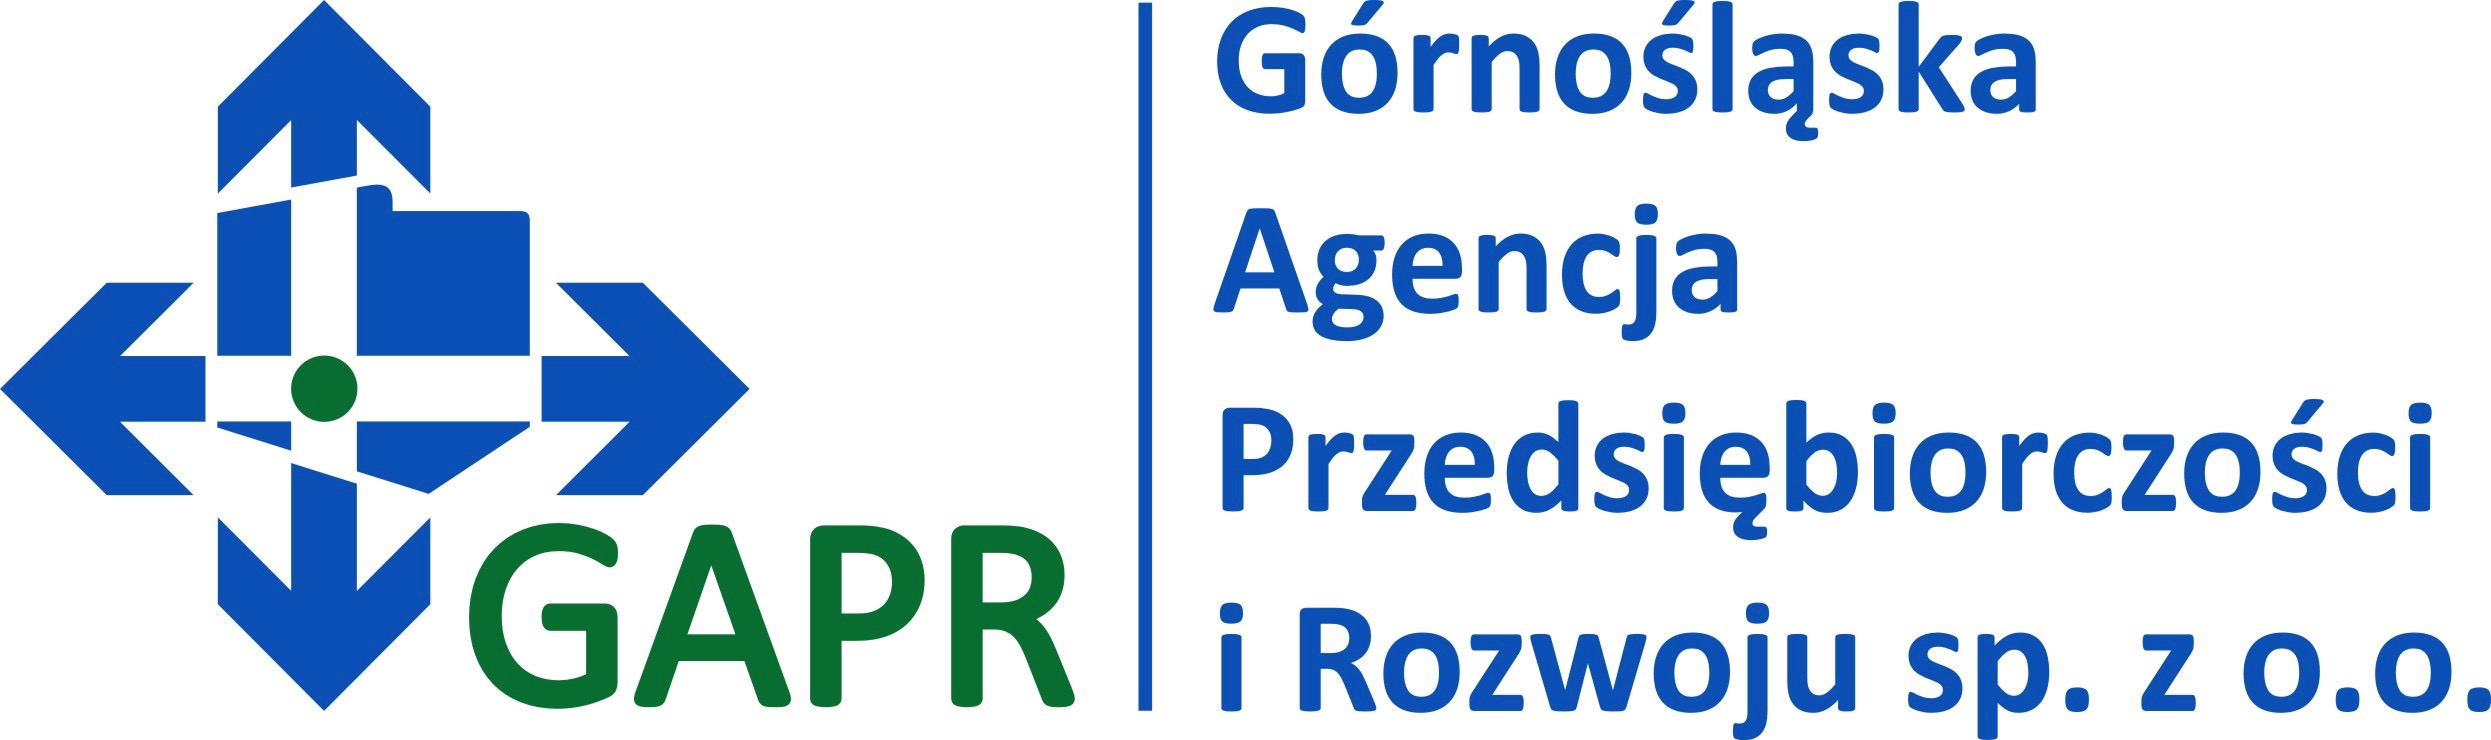 GAPR
Górnośląska
Agencja
Przedsiębiorczości
i Rozwoju sp. z o.o.